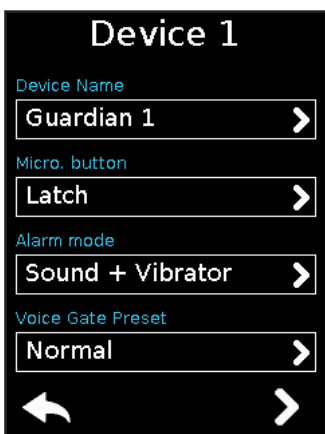 Device 1
Device Name
Guardian 1
Micro. button
Latch
Alarm mode
Sound + Vibrator
Voice Gate Preset
Normal